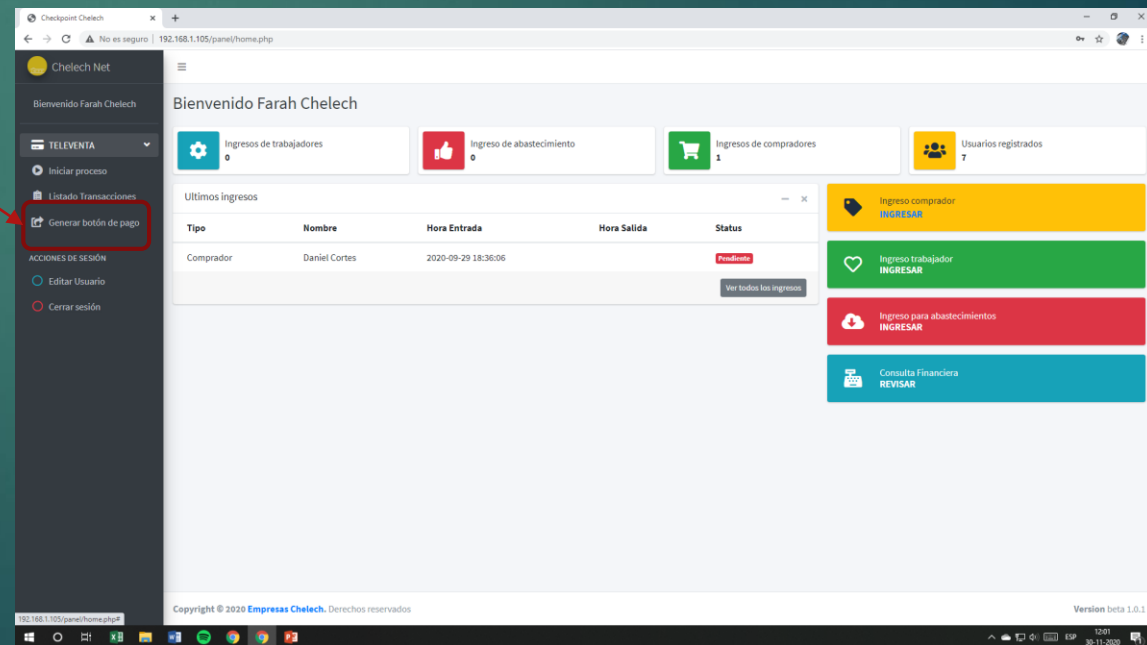 Checkpoint Chelech
No es seguro | 192.168.1.105/panel/home.php
Chelech Net
Bienvenido Farah Chelech
TELEVENTA
Iniciar proceso
Listado Transacciones
Generar botón de pago
ACCIONES DE SESIÓN
Editar Usuario
Cerrar sesión
Bienvenido Farah Chelech
Ingresos de trabajadores
0
Ingreso de abastecimiento
0
Ingresos de compradores
1
Usuarios registrados
7
Ultimos ingresos
Tipo Nombre Hora Entrada Hora Salida Status
Comprador Daniel Cortes 2020-09-29 18:36:06 Pendiente
Ver todos los ingresos
Ingreso comprador
INGRESAR
Ingreso trabajador
INGRESAR
Ingreso para abastecimientos
INGRESAR
Consulta Financiera
REVISAR
Copyright © 2020 Empresas Chelech. Derechos reservados
Version beta 1.0.1
192.168.1.105/panel/home.php#
ESP
12:01
30-11-2020